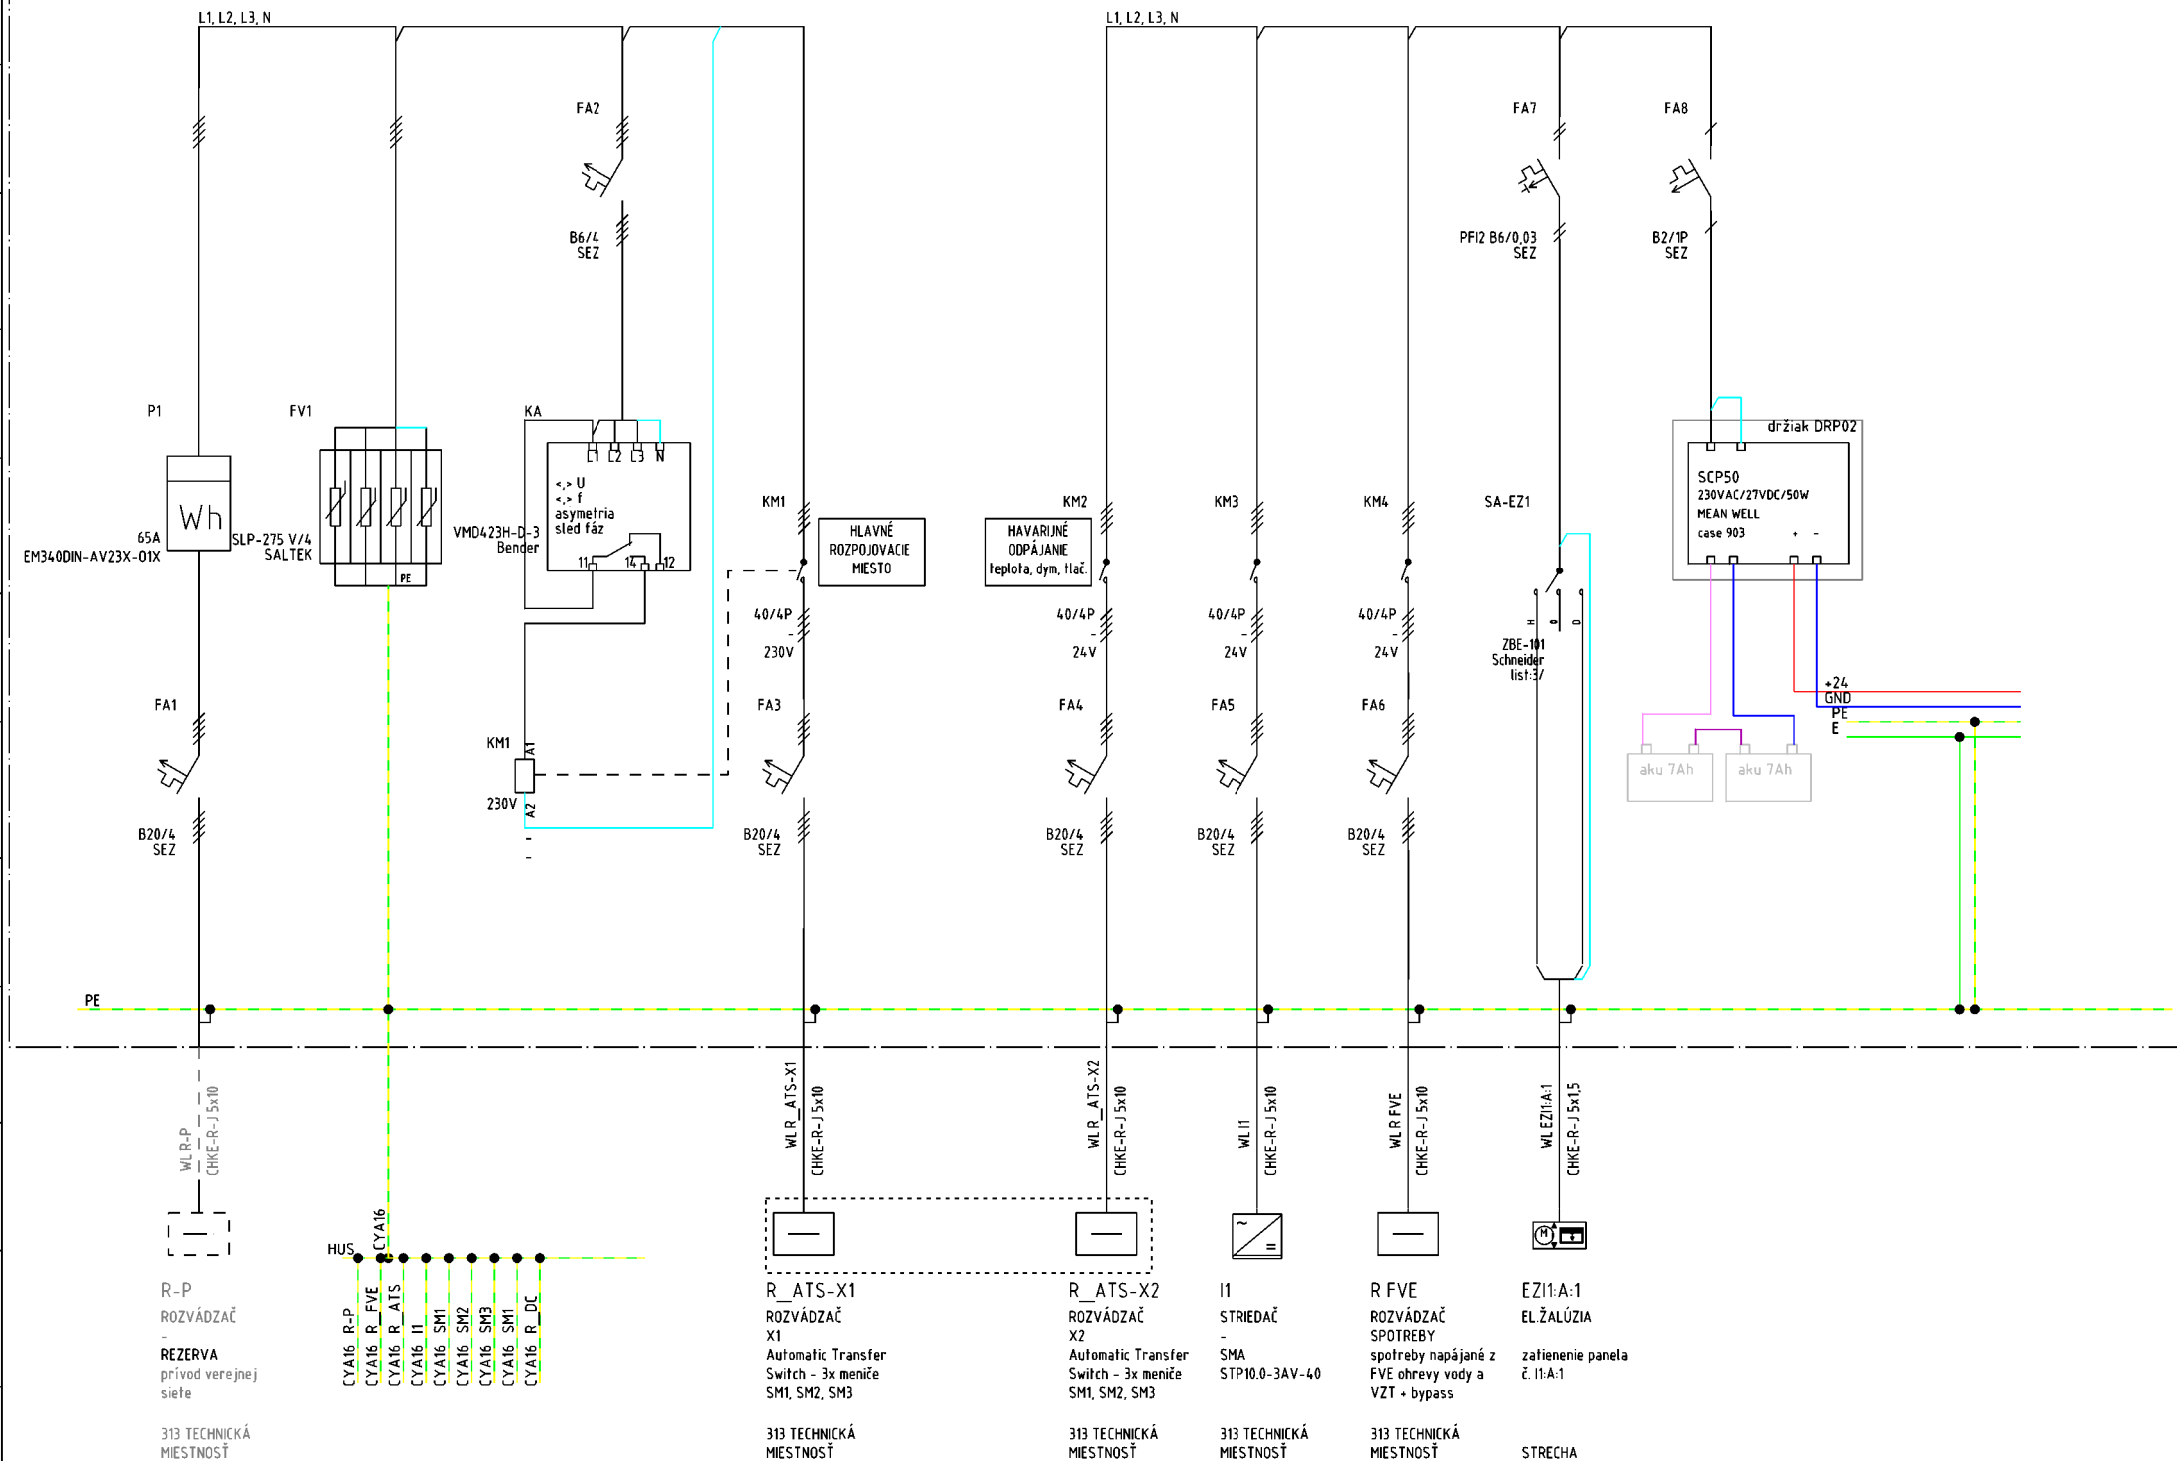 L1, L2, L3, N
L1, L2, L3, N
FA2
FA7
FA8
B6/4
SEZ
PFI2 B6/0,03
SEZ
B2/1P
SEZ
P1
FV1
KA
L1 L2 L3 N
<,> U
<,> f
asymetria
sled fáz
11 14 12
VMD423H-D-3
Bender
Wh
65A
EM340DIN-AV23X-01X
SLP-275 V/4
SALTEK
PE
KM1
HLAVNÉ
ROZPOJOVACIE
MIESTO
HAVARIJNÉ
ODPÁJANIE
teplota, dym, tlač.
KM2
KM3
KM4
SA-EZ1
držiak DRP02
SCP50
230VAC/27VDC/50W
MEAN WELL
case 903
+ -
40/4P
-
230V
40/4P
-
24V
40/4P
-
24V
40/4P
-
24V
H 0 D
ZBE-101
Schneider
list:3/
+24
GND
PE
E
aku 7Ah
aku 7Ah
FA1
KM1
A1
230V
A2
-
-
FA3
FA4
FA5
FA6
B20/4
SEZ
B20/4
SEZ
B20/4
SEZ
B20/4
SEZ
B20/4
SEZ
PE
WLR-P
CHKE-R-J 5x10
WLR_ATS-X1
CHKE-R-J 5x10
WLR_ATS-X2
CHKE-R-J 5x10
WL I1
CHKE-R-J 5x10
WLR FVE
CHKE-R-J 5x10
WL EZI1:A:1
CHKE-R-J 5x1,5
HUS
CYA16
CYA16 R-P
CYA16 R_FVE
CYA16 R_ATS
CYA16 I1
CYA16 SM1
CYA16 SM2
CYA16 SM3
CYA16 SM1
CYA16 R_DC
~
=
M
R-P
ROZVÁDZAČ
-
REZERVA
prívod verejnej
siete
313 TECHNICKÁ
MIESTNOSŤ
R_ATS-X1
ROZVÁDZAČ
X1
Automatic Transfer
Switch - 3x meniče
SM1, SM2, SM3
313 TECHNICKÁ
MIESTNOSŤ
R_ATS-X2
ROZVÁDZAČ
X2
Automatic Transfer
Switch - 3x meniče
SM1, SM2, SM3
313 TECHNICKÁ
MIESTNOSŤ
I1
STRIEDAČ
-
SMA
STP10.0-3AV-40
313 TECHNICKÁ
MIESTNOSŤ
R FVE
ROZVÁDZAČ
SPOTREBY
spotreby napájané z
FVE ohrevy vody a
VZT + bypass
313 TECHNICKÁ
MIESTNOSŤ
EZI1:A:1
EL.ŽALÚZIA
zatienenie panela
č. I1:A:1
STRECHA